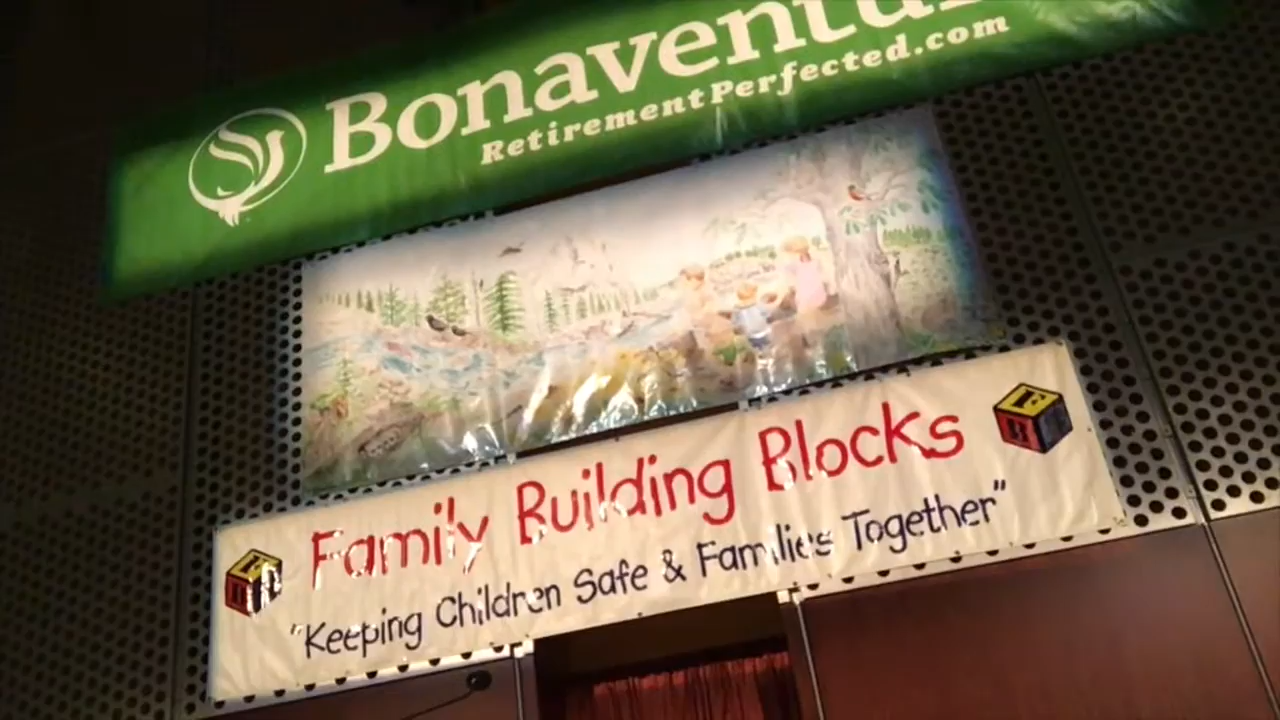 Bonaventu
RetirementPerfected.com
Family Building Blocks
"Keeping Children Safe & Families Together"